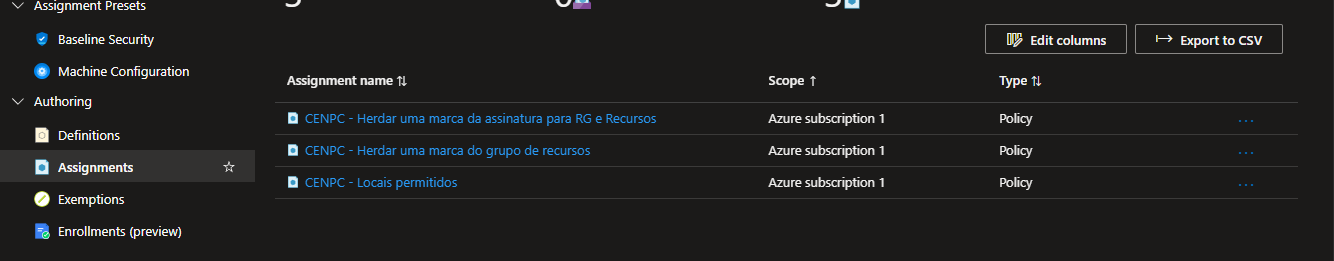 Assignment Presets
Baseline Security
Machine Configuration
Authoring
Definitions
Assignments
Exemptions
Enrollments (preview)
Edit columns
Export to CSV
Assignment name Scope Type
CENPC - Herdar uma marca da assinatura para RG e Recursos Azure subscription 1 Policy
CENPC - Herdar uma marca do grupo de recursos Azure subscription 1 Policy
CENPC - Locais permitidos Azure subscription 1 Policy